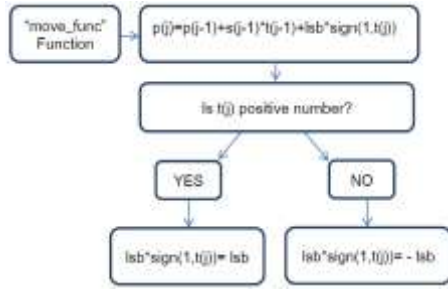 "move_func"
Function
p(j)=p(j-1)+s(j-1)*t(j-1)+lsb*sign(1,t(j))
Is t(j) positive number?
YES
NO
lsb*sign(1,t(j))= lsb
lsb*sign(1,t(j))= - lsb